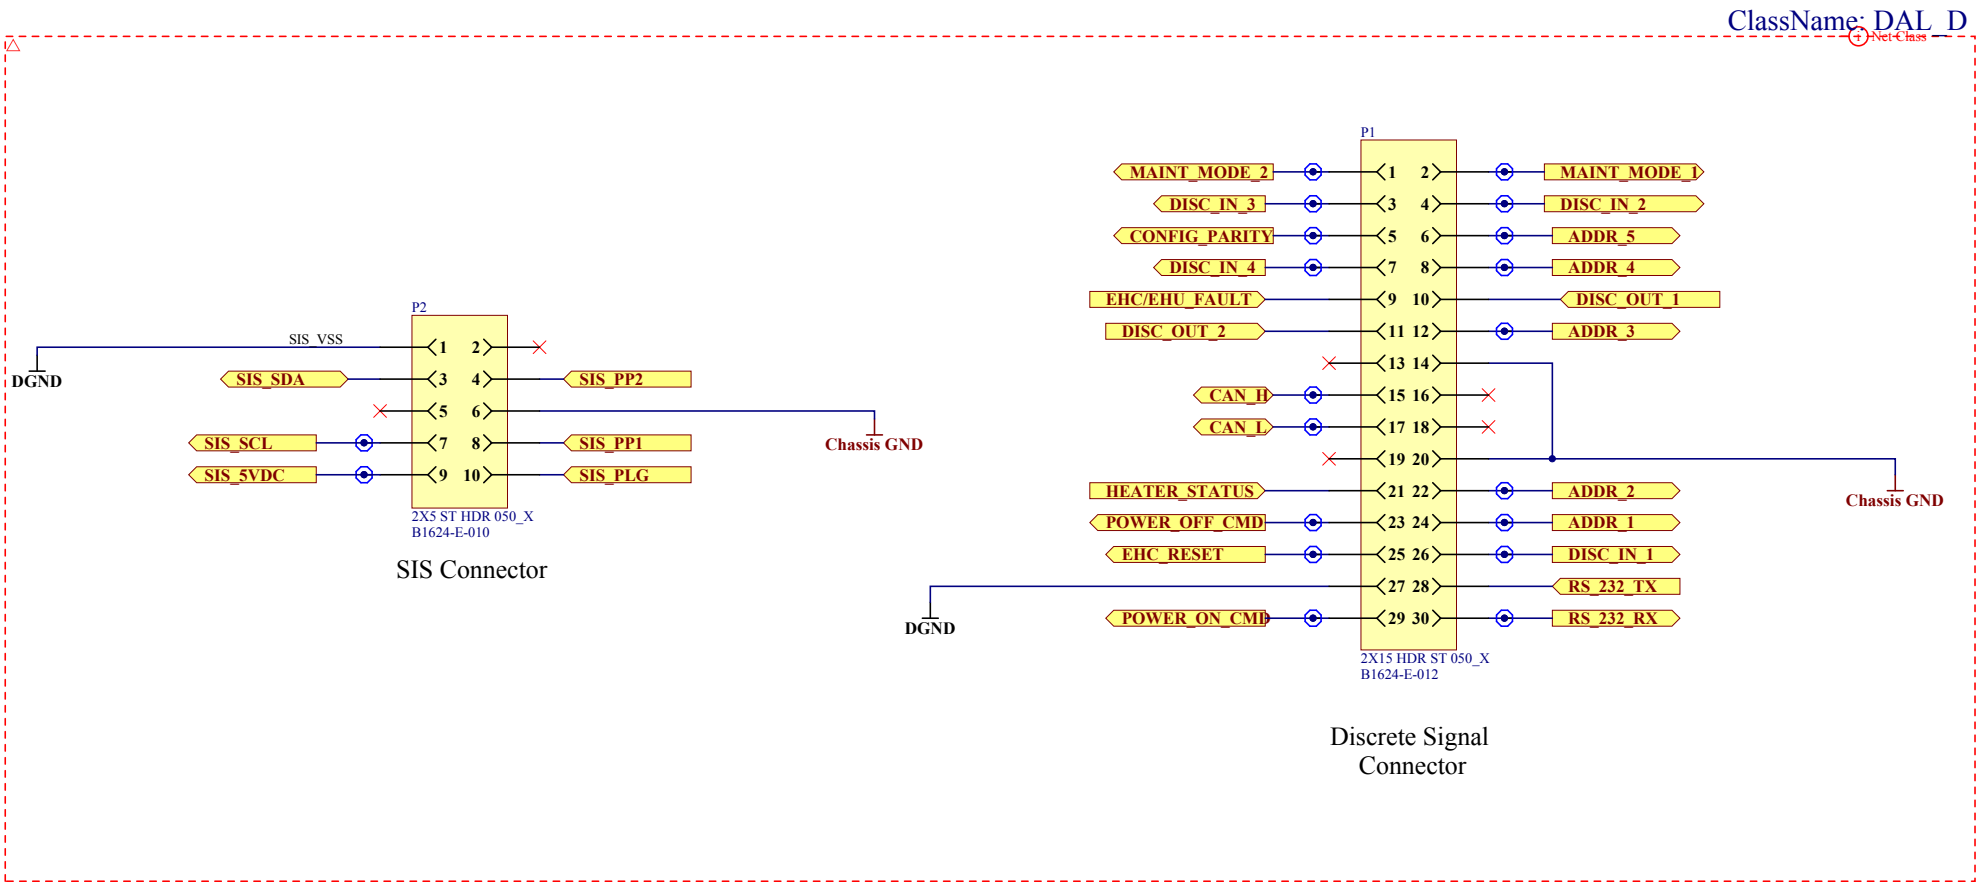 ClassName: DAL_D
Net Class
P2
SIS_VSS
1 2
DGND
SIS_SDA 3 4 SIS_PP2
5 6
SIS_SCL 7 8 SIS_PP1
Chassis GND
SIS_5VDC 9 10 SIS_PLG
2X5 ST HDR 050_X
B1624-E-010
SIS Connector
P1
MAINT_MODE_2 1 2 MAINT_MODE_1
DISC_IN_3 3 4 DISC_IN_2
CONFIG_PARITY 5 6 ADDR_5
DISC_IN_4 7 8 ADDR_4
EHC/EHU_FAULT 9 10 DISC_OUT_1
DISC_OUT_2 11 12 ADDR_3
13 14
CAN_H 15 16
CAN_L 17 18
19 20
HEATER_STATUS 21 22 ADDR_2
Chassis GND
POWER_OFF_CMD 23 24 ADDR_1
EHC_RESET 25 26 DISC_IN_1
27 28 RS_232_TX
DGND
POWER_ON_CMD 29 30 RS_232_RX
2X15 HDR ST 050_X
B1624-E-012
Discrete Signal
Connector